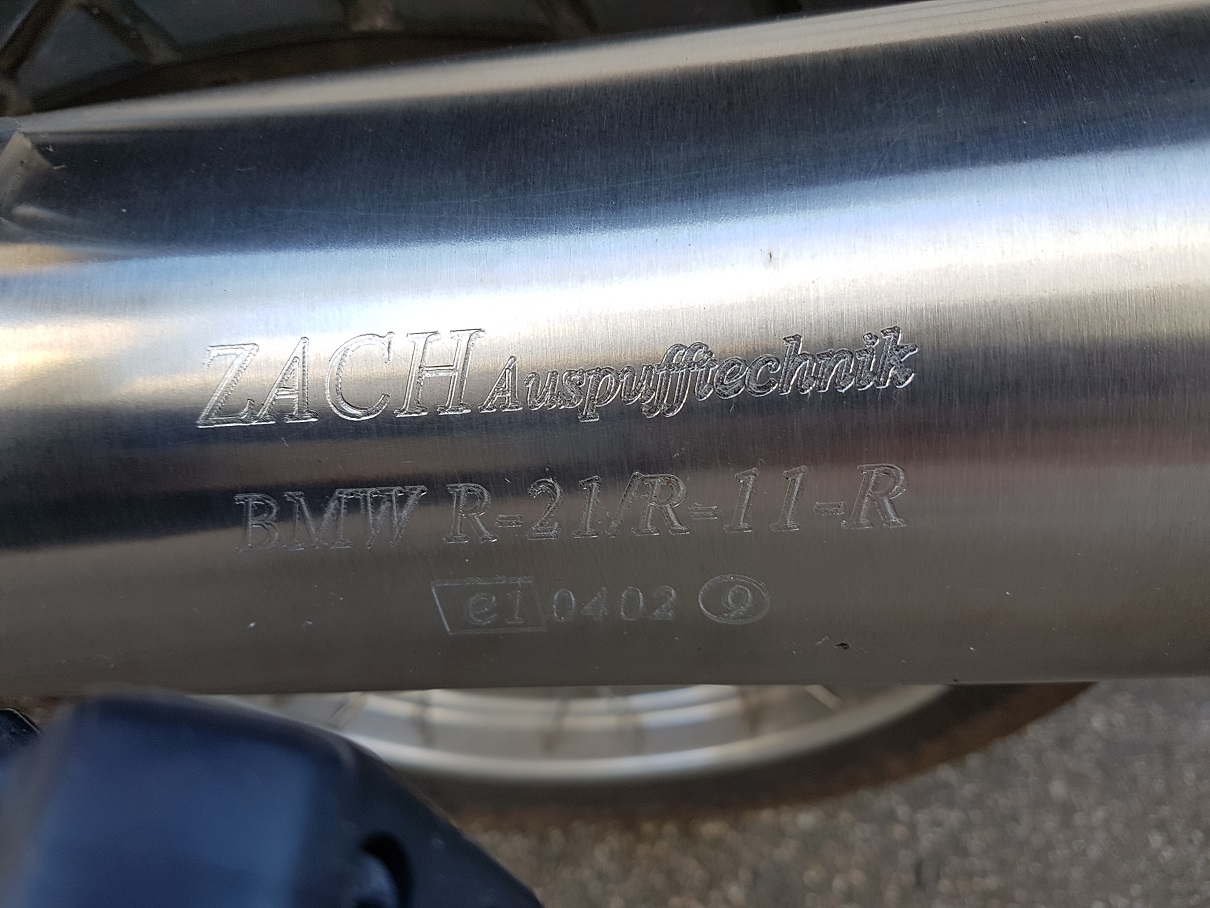 ZACH Auspufftechnik
BMW R-21/R-11-R
e1 0402 9